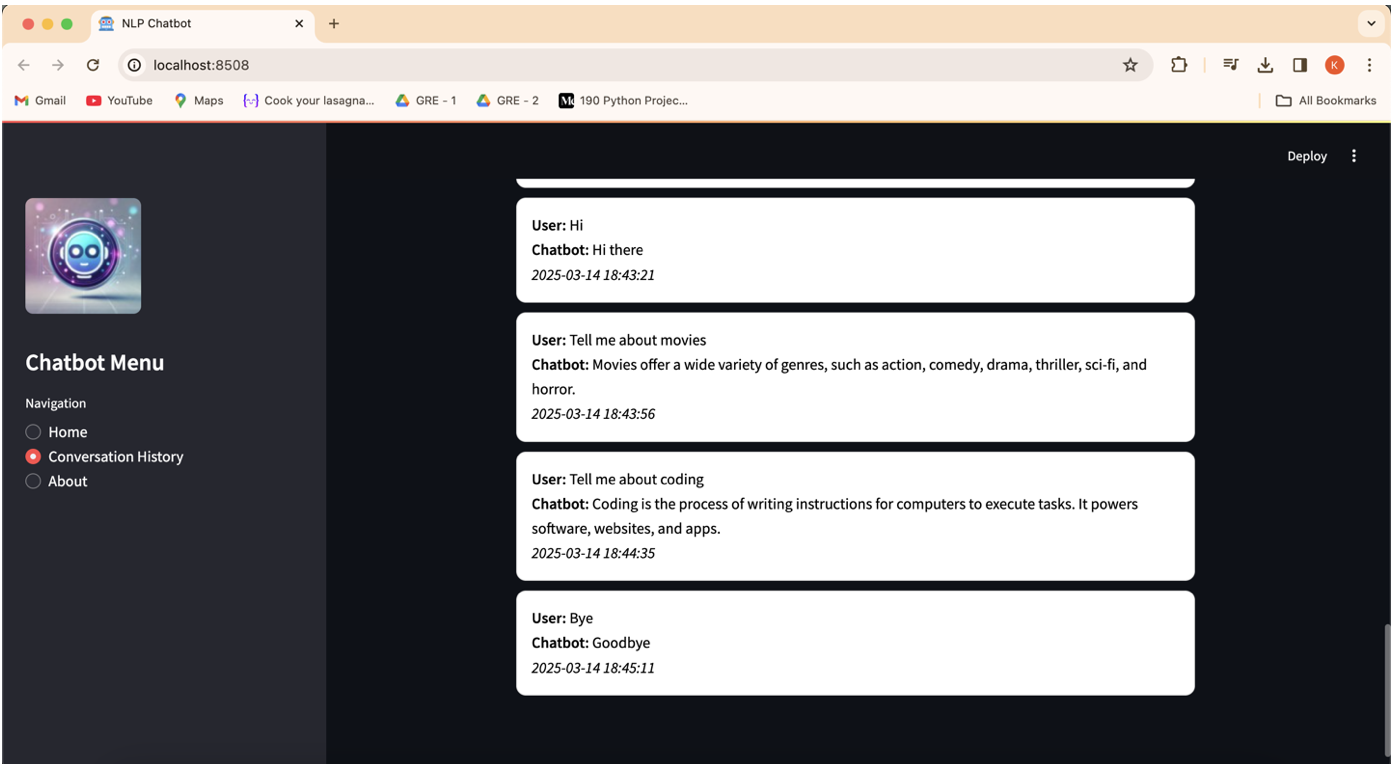 NLP Chatbot
localhost:8508
K
Gmail
YouTube
Maps
Cook your lasagna...
GRE - 1
GRE - 2
190 Python Projec...
All Bookmarks
Deploy
Chatbot Menu
Navigation
Home
Conversation History
About
User: Hi
Chatbot: Hi there
2025-03-14 18:43:21
User: Tell me about movies
Chatbot: Movies offer a wide variety of genres, such as action, comedy, drama, thriller, sci-fi, and
horror.
2025-03-14 18:43:56
User: Tell me about coding
Chatbot: Coding is the process of writing instructions for computers to execute tasks. It powers
software, websites, and apps.
2025-03-14 18:44:35
User: Bye
Chatbot: Goodbye
2025-03-14 18:45:11